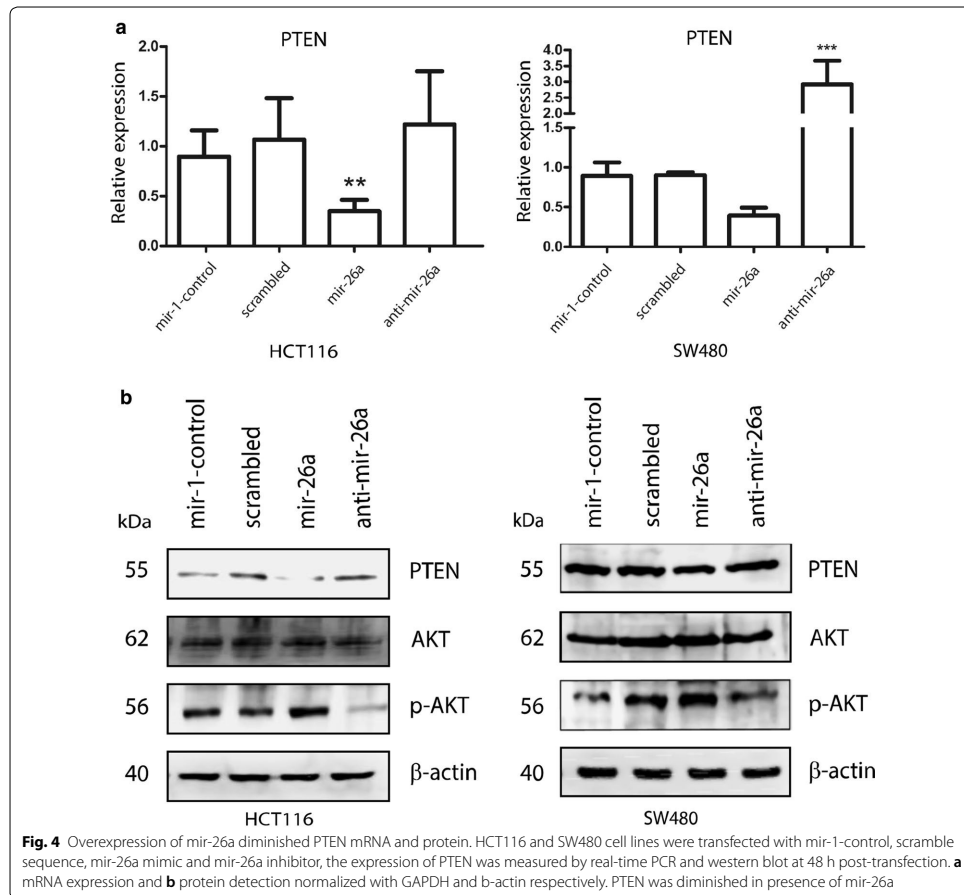 a
PTEN
Relative expression
2.0
1.5
1.0
0.5
0.0
**
mir-1-control
scrambled
mir-26a
anti-mir-26a
HCT116
PTEN
Relative expression
4.0
3.5
3.0
2.5
2.0
1.5
1.0
0.5
0.0
***
mir-1-control
scrambled
mir-26a
anti-mir-26a
SW480
b
kDa
mir-1-control
scrambled
mir-26a
anti-mir-26a
55 PTEN
62 AKT
56 p-AKT
40 β-actin
HCT116
kDa
mir-1-control
scrambled
mir-26a
anti-mir-26a
55 PTEN
62 AKT
56 p-AKT
40 β-actin
SW480
Fig. 4 Overexpression of mir-26a diminished PTEN mRNA and protein. HCT116 and SW480 cell lines were transfected with mir-1-control, scramble
sequence, mir-26a mimic and mir-26a inhibitor, the expression of PTEN was measured by real-time PCR and western blot at 48 h post-transfection. a
mRNA expression and b protein detection normalized with GAPDH and b-actin respectively. PTEN was diminished in presence of mir-26a